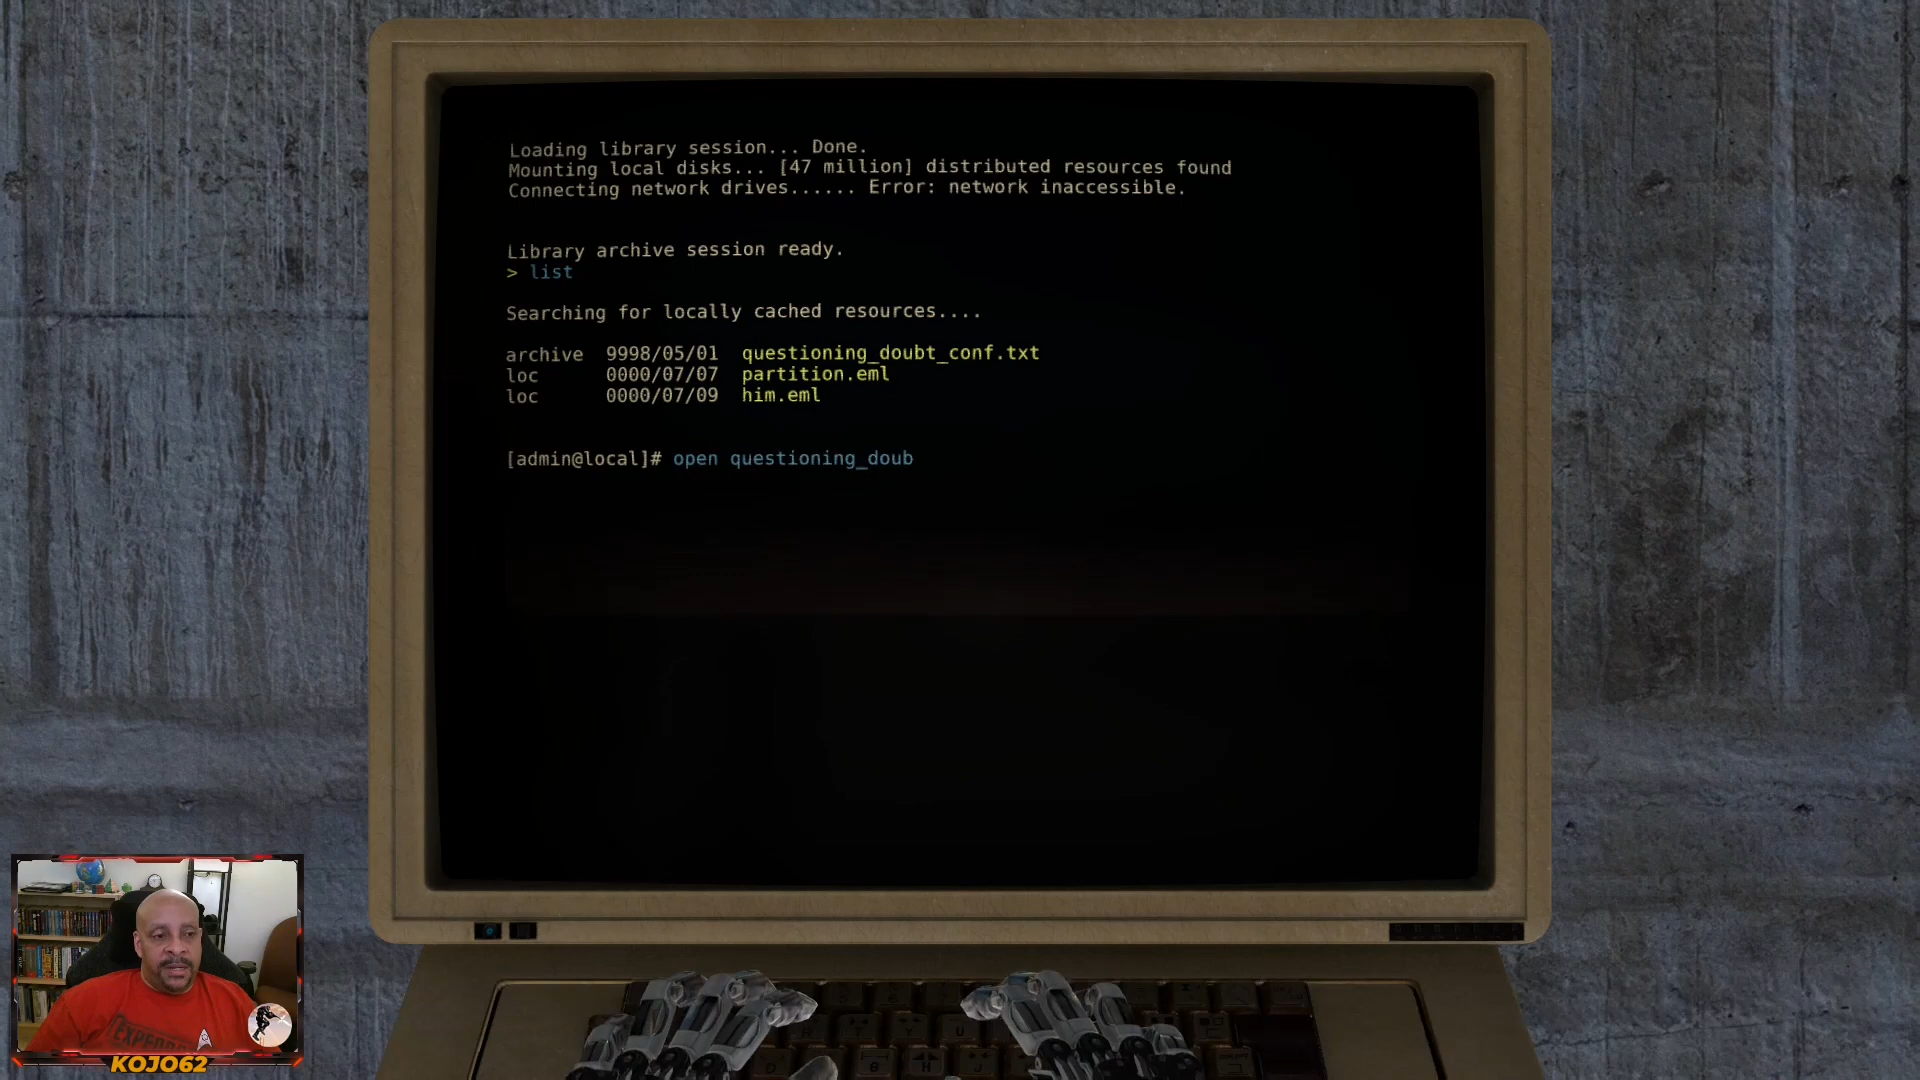 Loading library session... Done.
Mounting local disks... [47 million] distributed resources found
Connecting network drives...... Error: network inaccessible.
Library archive session ready.
> list
Searching for locally cached resources....
archive 9998/05/01 questioning_doubt_conf.txt
loc 0000/07/07 partition.eml
loc 0000/07/09 him.eml
[admin@local]# open questioning_doub
KOJO62